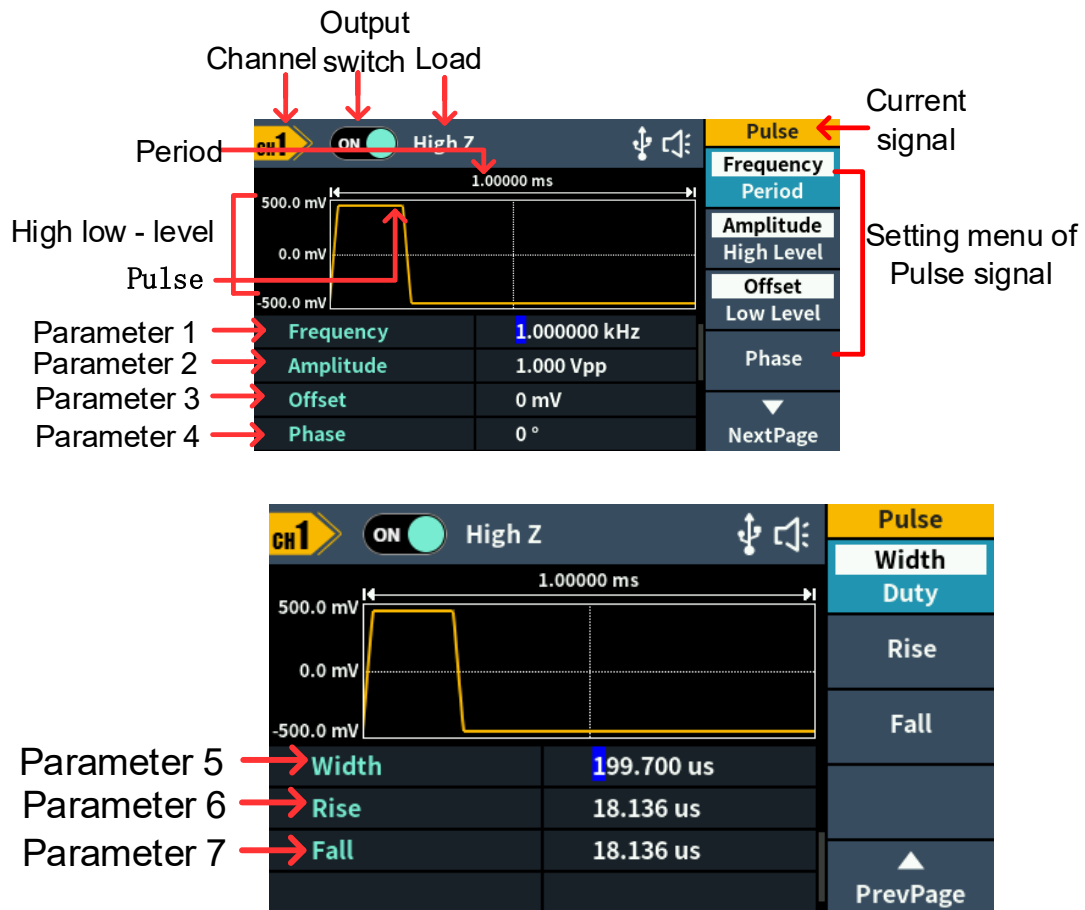 Output
Channel switch Load
Current
signal
CH1 ON High Z
Pulse
Period
1.00000 ms
Frequency
Period
500.0 mV
High low - level
0.0 mV
Amplitude
High Level
Setting menu of
Pulse signal
Pulse
-500.0 mV
Offset
Low Level
Parameter 1 Frequency 1.000000 kHz
Parameter 2 Amplitude 1.000 Vpp
Phase
Parameter 3 Offset 0 mV
Parameter 4 Phase 0 °
NextPage
CH1 ON High Z
Pulse
1.00000 ms
Width
Duty
500.0 mV
Rise
0.0 mV
Fall
-500.0 mV
Parameter 5 Width 199.700 us
Parameter 6 Rise 18.136 us
Parameter 7 Fall 18.136 us
PrevPage